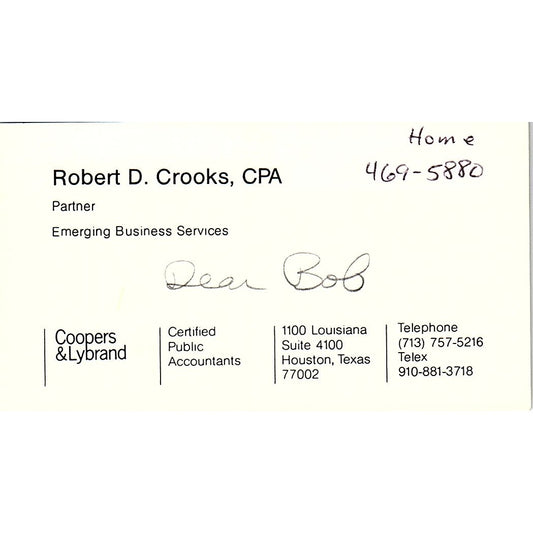 Home
469-5880
Robert D. Crooks, CPA
Partner
Emerging Business Services
Dear Bob
Coopers
&Lybrand
Certified
Public
Accountants
1100 Louisiana
Suite 4100
Houston, Texas
77002
Telephone
(713) 757-5216
Telex
910-881-3718